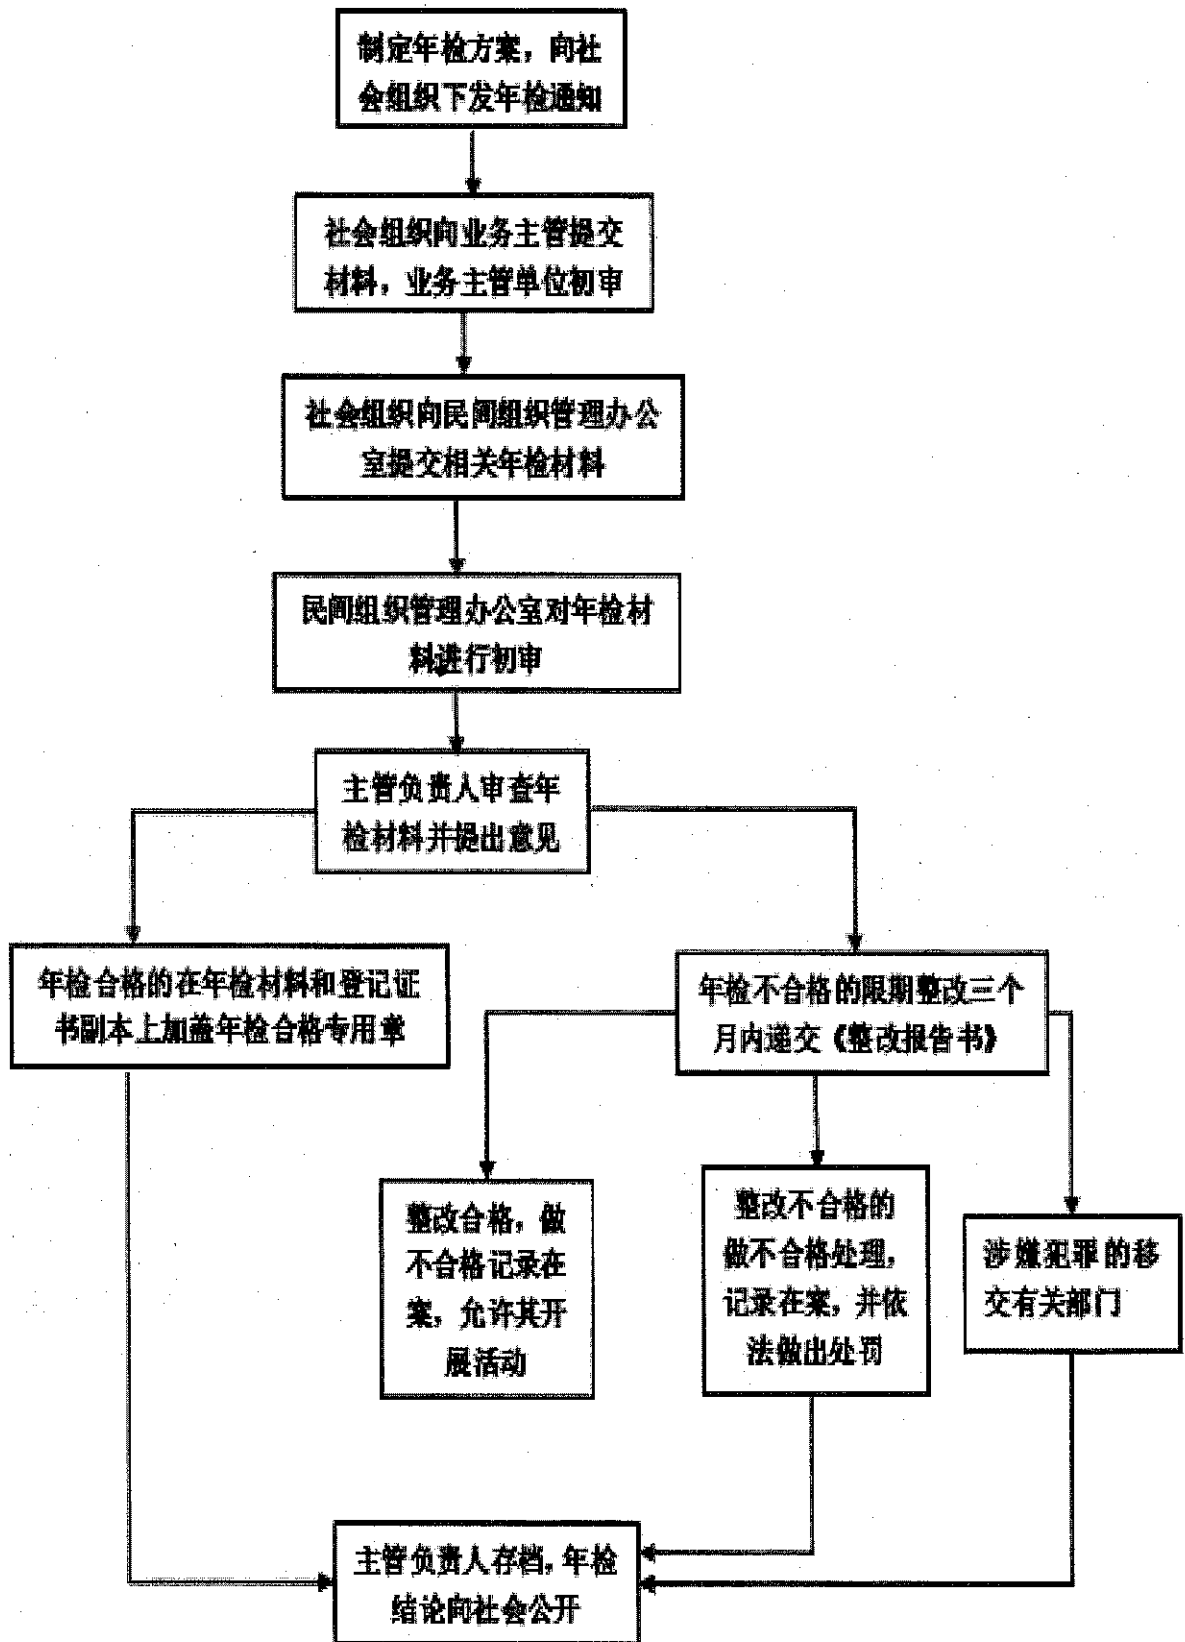 制定年检方案，向社
会组织下发年检通知
社会组织向业务主管提交
材料，业务主管单位初审
社会组织向民间组织管理办公
室提交相关年检材料
民间组织管理办公室对年检材
料进行初审
主管负责人审查年
检材料并提出意见
年检合格的在年检材料和登记证
书副本上加盖年检合格专用章
年检不合格的限期整改三个
月内递交《整改报告书》
整改合格，做
不合格记录在
案，允许其开
展活动
整改不合格的
做不合格处理，
记录在案，并依
法做出处罚
涉嫌犯罪的移
交有关部门
主管负责人存档，年检
结论向社会公开